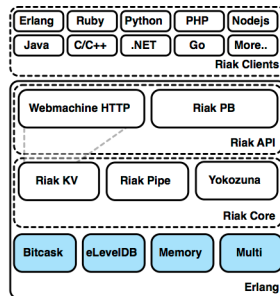 Erlang Ruby Python PHP Nodejs
Java C/C++ .NET Go More..
Riak Clients
Webmachine HTTP Riak PB
Riak API
Riak KV Riak Pipe Yokozuna
Riak Core
Bitcask eLevelDB Memory Multi
Erlang